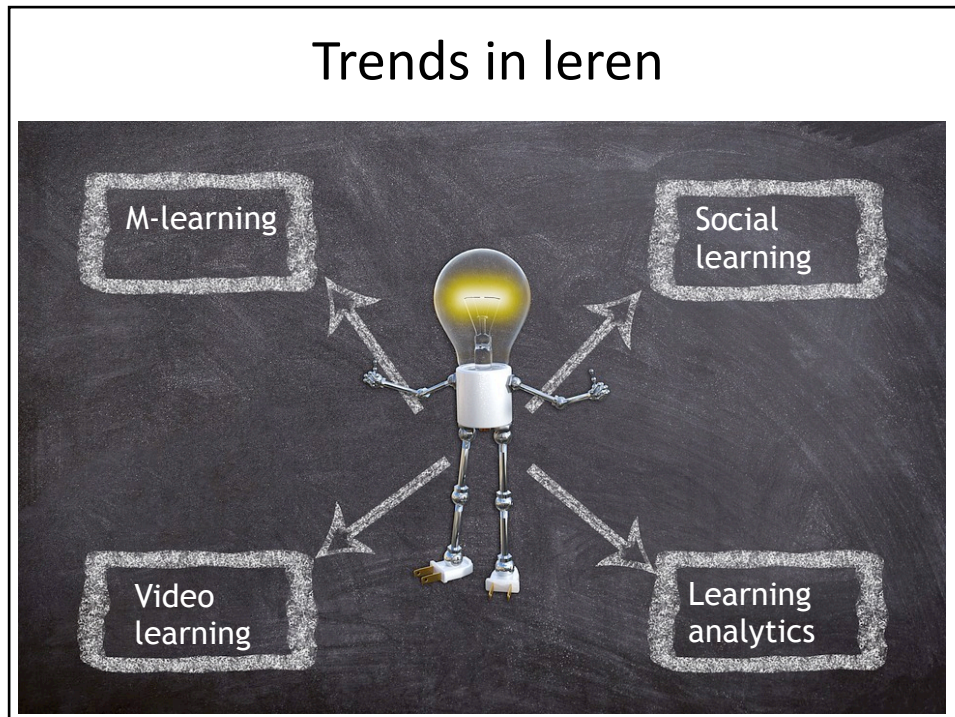 Trends in leren
M-learning
Social
learning
Video
learning
Learning
analytics